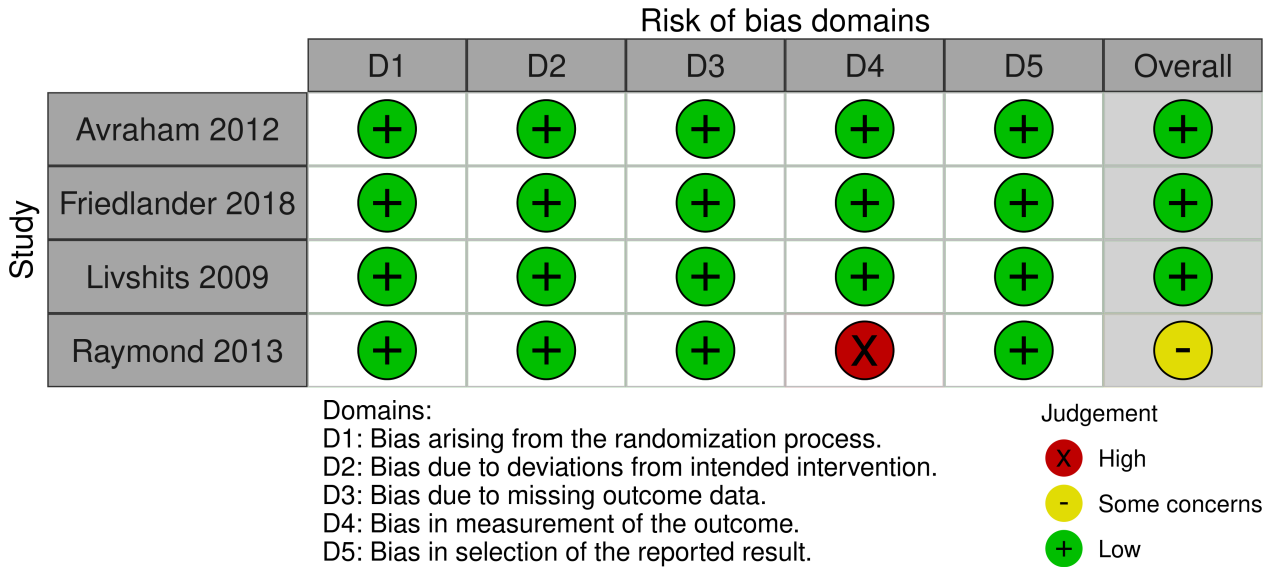 Risk of bias domains
D1 D2 D3 D4 D5 Overall
Study
Avraham 2012 + + + + + +
Friedlander 2018 + + + + + +
Livshits 2009 + + + + + +
Raymond 2013 + + + X + -
Domains:
D1: Bias arising from the randomization process.
D2: Bias due to deviations from intended intervention.
D3: Bias due to missing outcome data.
D4: Bias in measurement of the outcome.
D5: Bias in selection of the reported result.
Judgement
X High
- Some concerns
+ Low